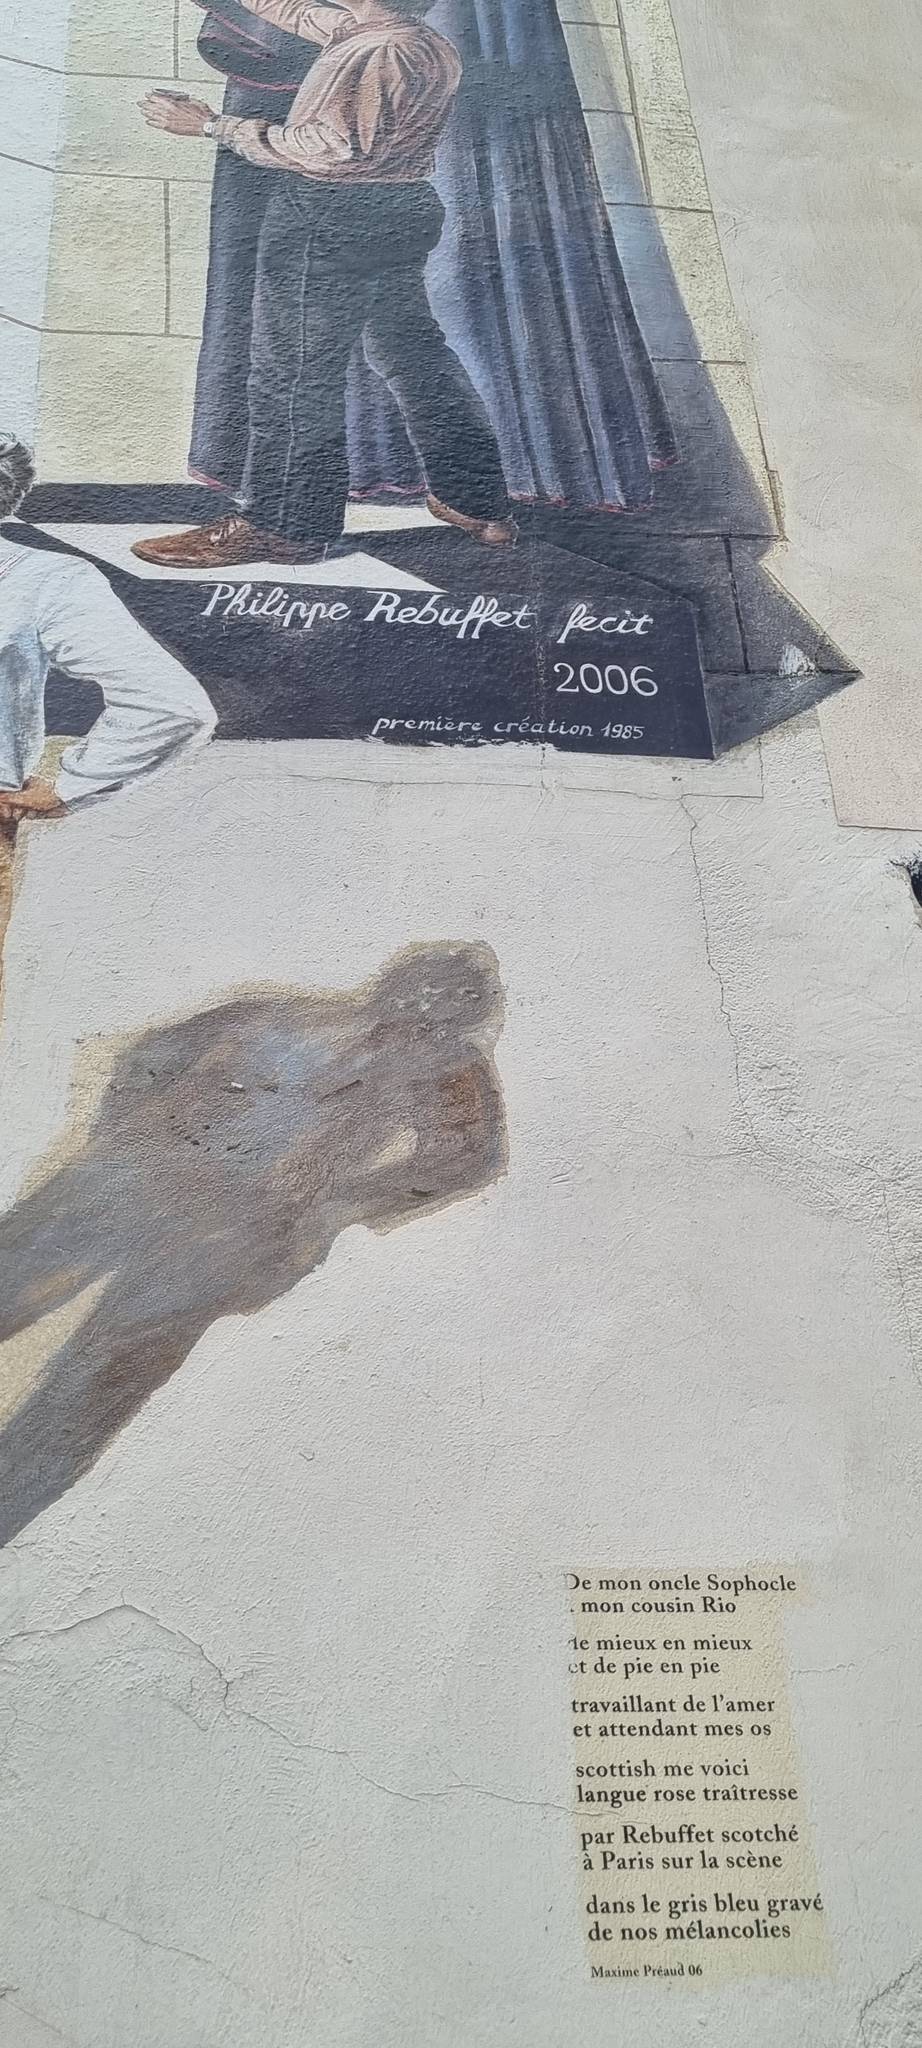 Philippe Rebuffet fecit
2006
première création 1985
De mon oncle Sophocle
mon cousin Rio
de mieux en mieux
et de pie en pie
travaillant de l'amer
et attendant mes os
scottish me voici
langue rose traîtresse
par Rebuffet scotché
à Paris sur la scène
dans le gris bleu gravé
de nos mélancolies
Maxime Préaud 06